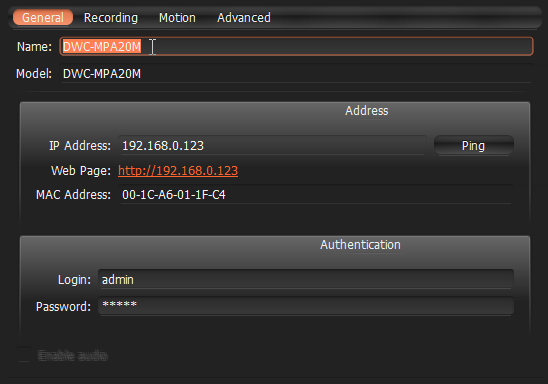 General Recording Motion Advanced
Name: DWC-MPA20M
Model: DWC-MPA20M
Address
IP Address: 192.168.0.123 Ping
Web Page: http://192.168.0.123
MAC Address: 00-1C-A6-01-1F-C4
Authentication
Login: admin
Password: *****
Enable audio